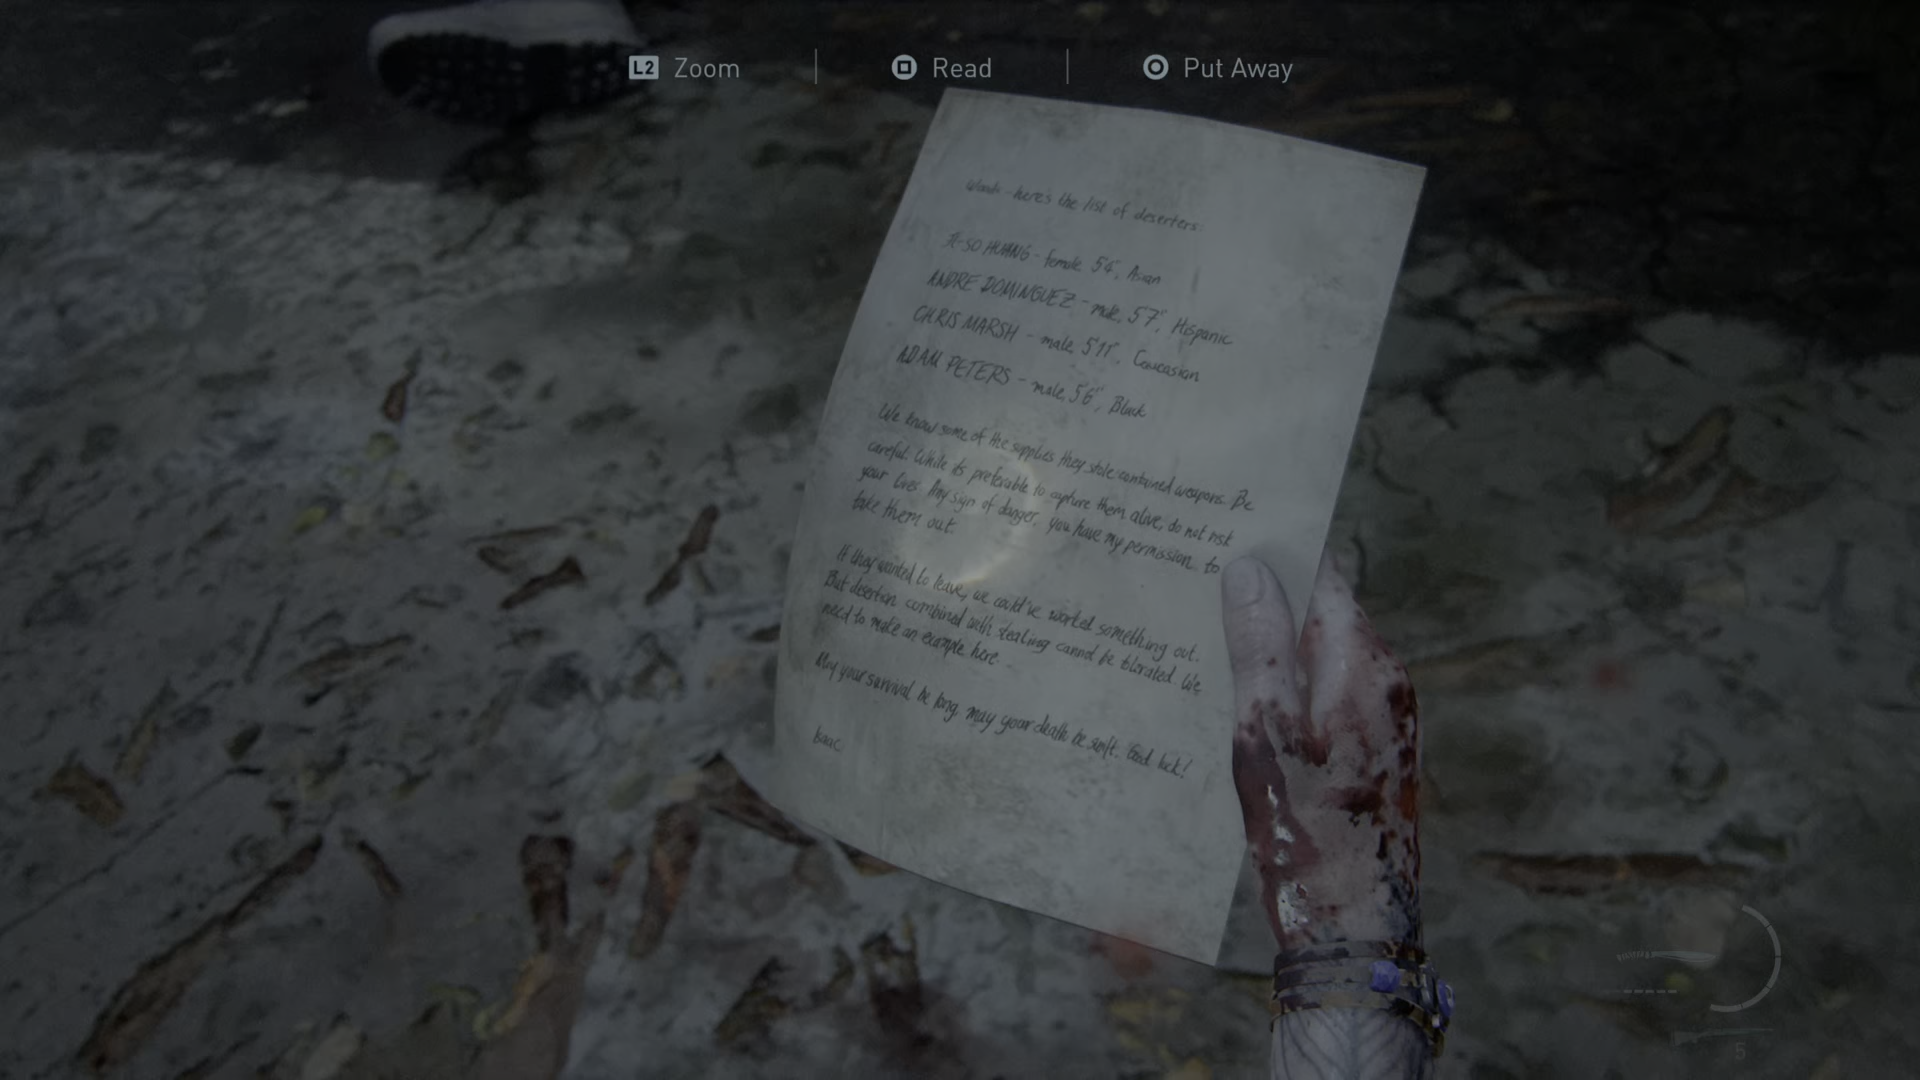 L2 Zoom | Read | Put Away
Woods - here's the list of deserters:
JI-SO HUANG - female, 5'4", Asian
ANDRE DOMINGUEZ - male, 5'7", Hispanic
CHRIS MARSH - male, 5'11", Caucasian
ADAM PETERS - male, 5'6", Black
We know some of the supplies they stole contained weapons. Be
careful. While its preferable to capture them alive, do not risk
your lives. Any sign of danger, you have my permission to
take them out.
If they wanted to leave, we could've worked something out.
But desertion combined with stealing cannot be tolerated. We
need to make an example here.
May your survival be long, may your death be swift. Good luck!
Isaac
5